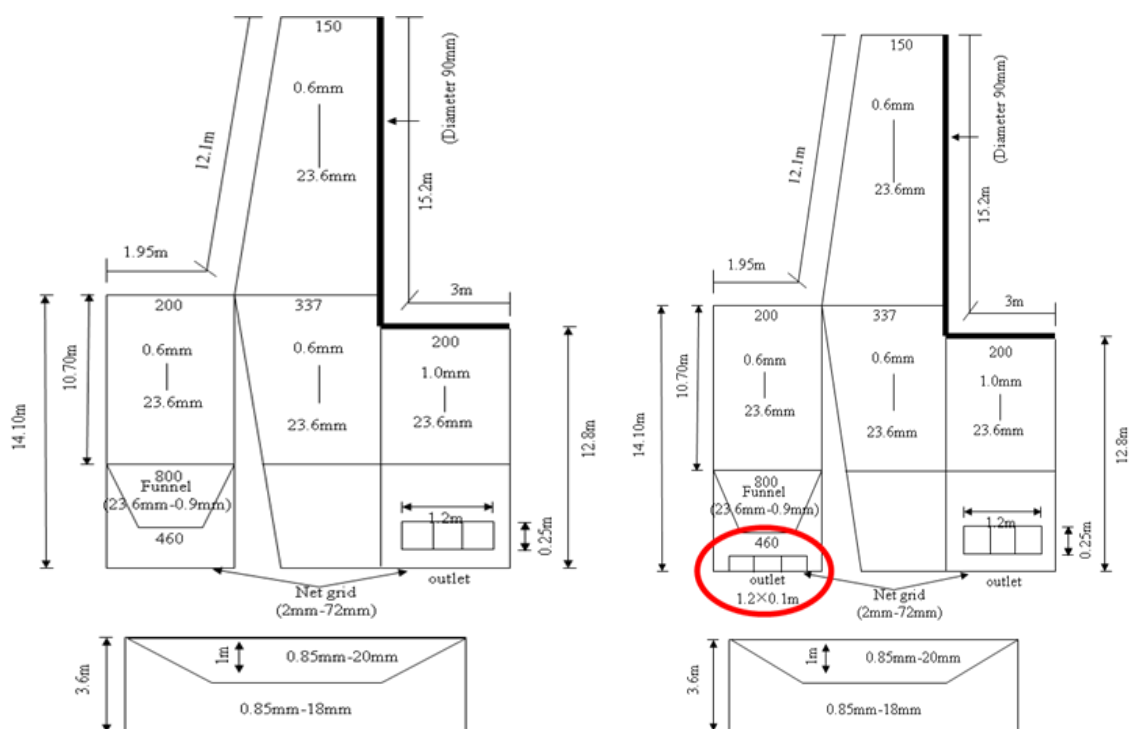 150
0.6mm
23.6mm
12.1m
(Diameter 90mm)
15.2m
1.95m
3m
200
337
200
0.6mm
23.6mm
0.6mm
23.6mm
1.0mm
23.6mm
10.70m
14.10m
12.8m
800
Funnel
(23.6mm-0.9mm)
460
1.2m
0.25m
outlet
Net grid
(2mm-72mm)
3.6m
1m
0.85mm-20mm
0.85mm-18mm
150
0.6mm
23.6mm
12.1m
(Diameter 90mm)
15.2m
1.95m
3m
200
337
200
0.6mm
23.6mm
0.6mm
23.6mm
1.0mm
23.6mm
10.70m
14.10m
12.8m
800
Funnel
(23.6mm-0.9mm)
460
1.2m
0.25m
outlet
1.2×0.1m
outlet
Net grid
(2mm-72mm)
3.6m
1m
0.85mm-20mm
0.85mm-18mm